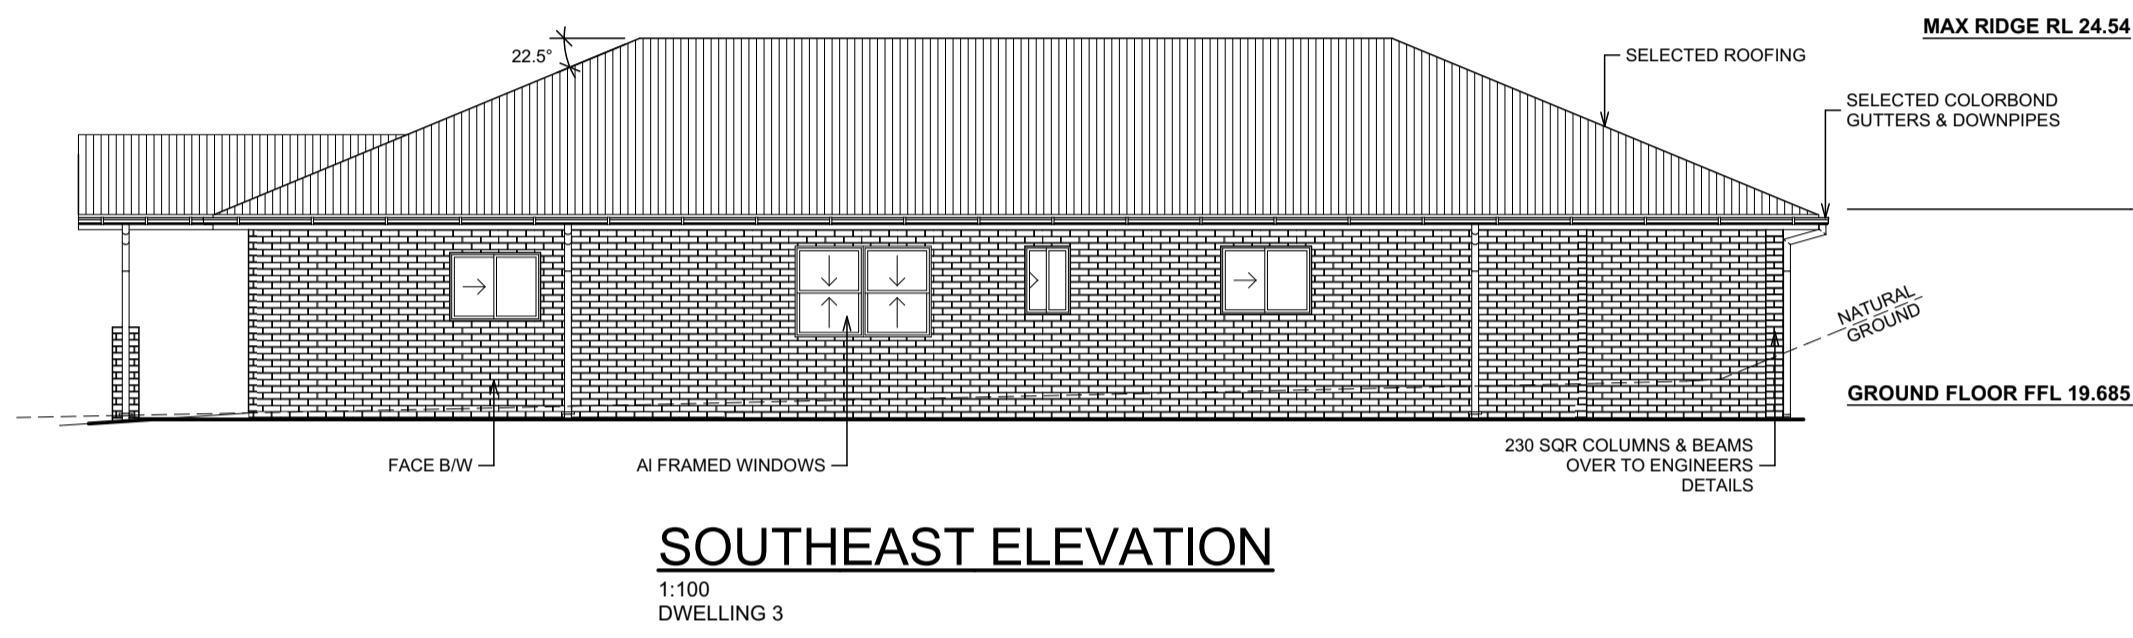 MAX RIDGE RL 24.54
22.5°
SELECTED ROOFING
SELECTED COLORBOND
GUTTERS & DOWNPIPES
NATURAL
GROUND
GROUND FLOOR FFL 19.685
FACE B/W
Al FRAMED WINDOWS
230 SQR COLUMNS & BEAMS
OVER TO ENGINEERS
DETAILS
SOUTHEAST ELEVATION
1:100
DWELLING 3